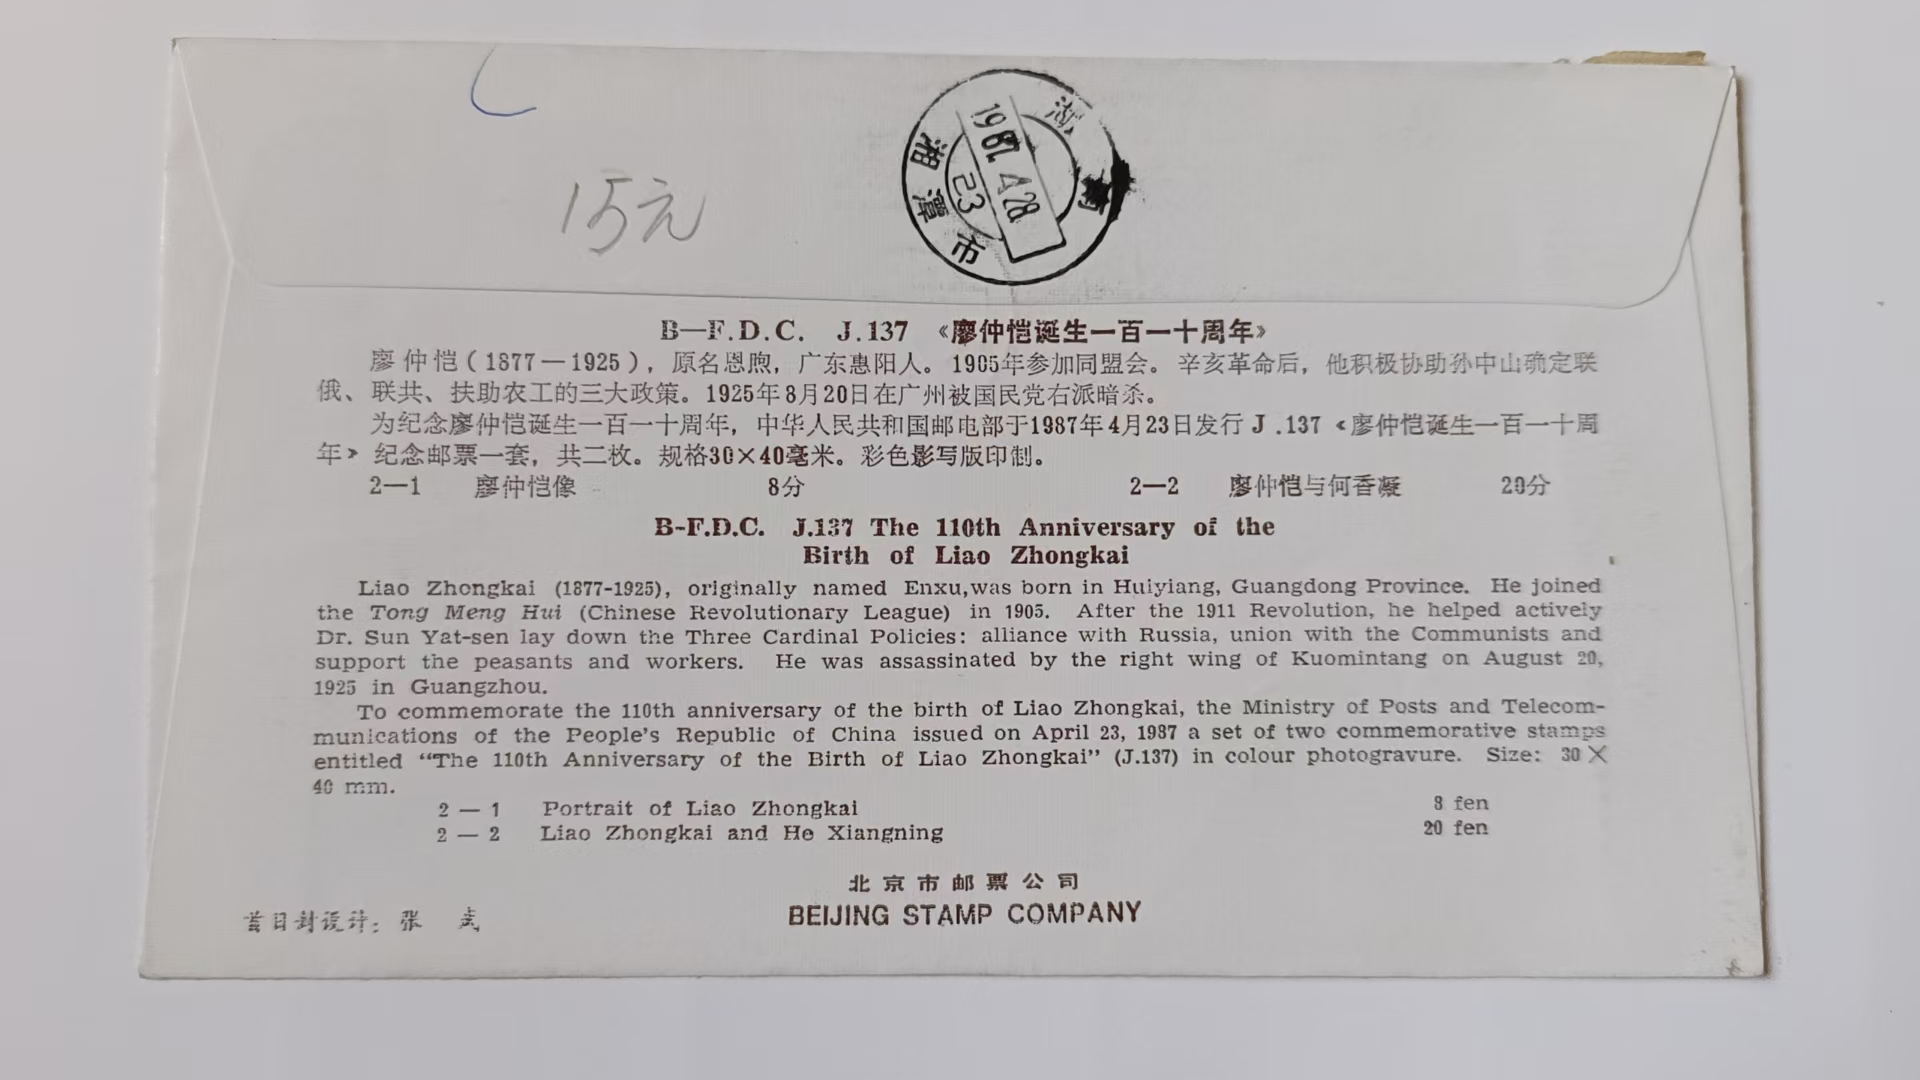 湖南
湘潭市
1987.4.28
23
15元
B—F.D.C. J.137 《廖仲恺诞生一百一十周年》
廖仲恺(1877—1925),原名恩煦,广东惠阳人。1905年参加同盟会。辛亥革命后,他积极协助孙中山确定联
俄、联共、扶助农工的三大政策。1925年8月20日在广州被国民党右派暗杀。
为纪念廖仲恺诞生一百一十周年,中华人民共和国邮电部于1987年4月23日发行J.137《廖仲恺诞生一百一十周
年》纪念邮票一套,共二枚。规格30×40毫米。彩色影写版印制。
2—1 廖仲恺像 8分 2—2 廖仲恺与何香凝 20分
B-F.D.C. J.137 The 110th Anniversary of the
Birth of Liao Zhongkai
Liao Zhongkai (1877-1925), originally named Enxu,was born in Huiyiang, Guangdong Province. He joined
the Tong Meng Hui (Chinese Revolutionary League) in 1905. After the 1911 Revolution, he helped actively
Dr. Sun Yat-sen lay down the Three Cardinal Policies: alliance with Russia, union with the Communists and
support the peasants and workers. He was assassinated by the right wing of Kuomintang on August 20,
1925 in Guangzhou.
To commemorate the 110th anniversary of the birth of Liao Zhongkai, the Ministry of Posts and Telecom-
munications of the People's Republic of China issued on April 23, 1987 a set of two commemorative stamps
entitled “The 110th Anniversary of the Birth of Liao Zhongkai” (J.137) in colour photogravure. Size: 30×
40 mm.
2 — 1 Portrait of Liao Zhongkai 8 fen
2 — 2 Liao Zhongkai and He Xiangning 20 fen
北京市邮票公司
BEIJING STAMP COMPANY
首日封设计:张